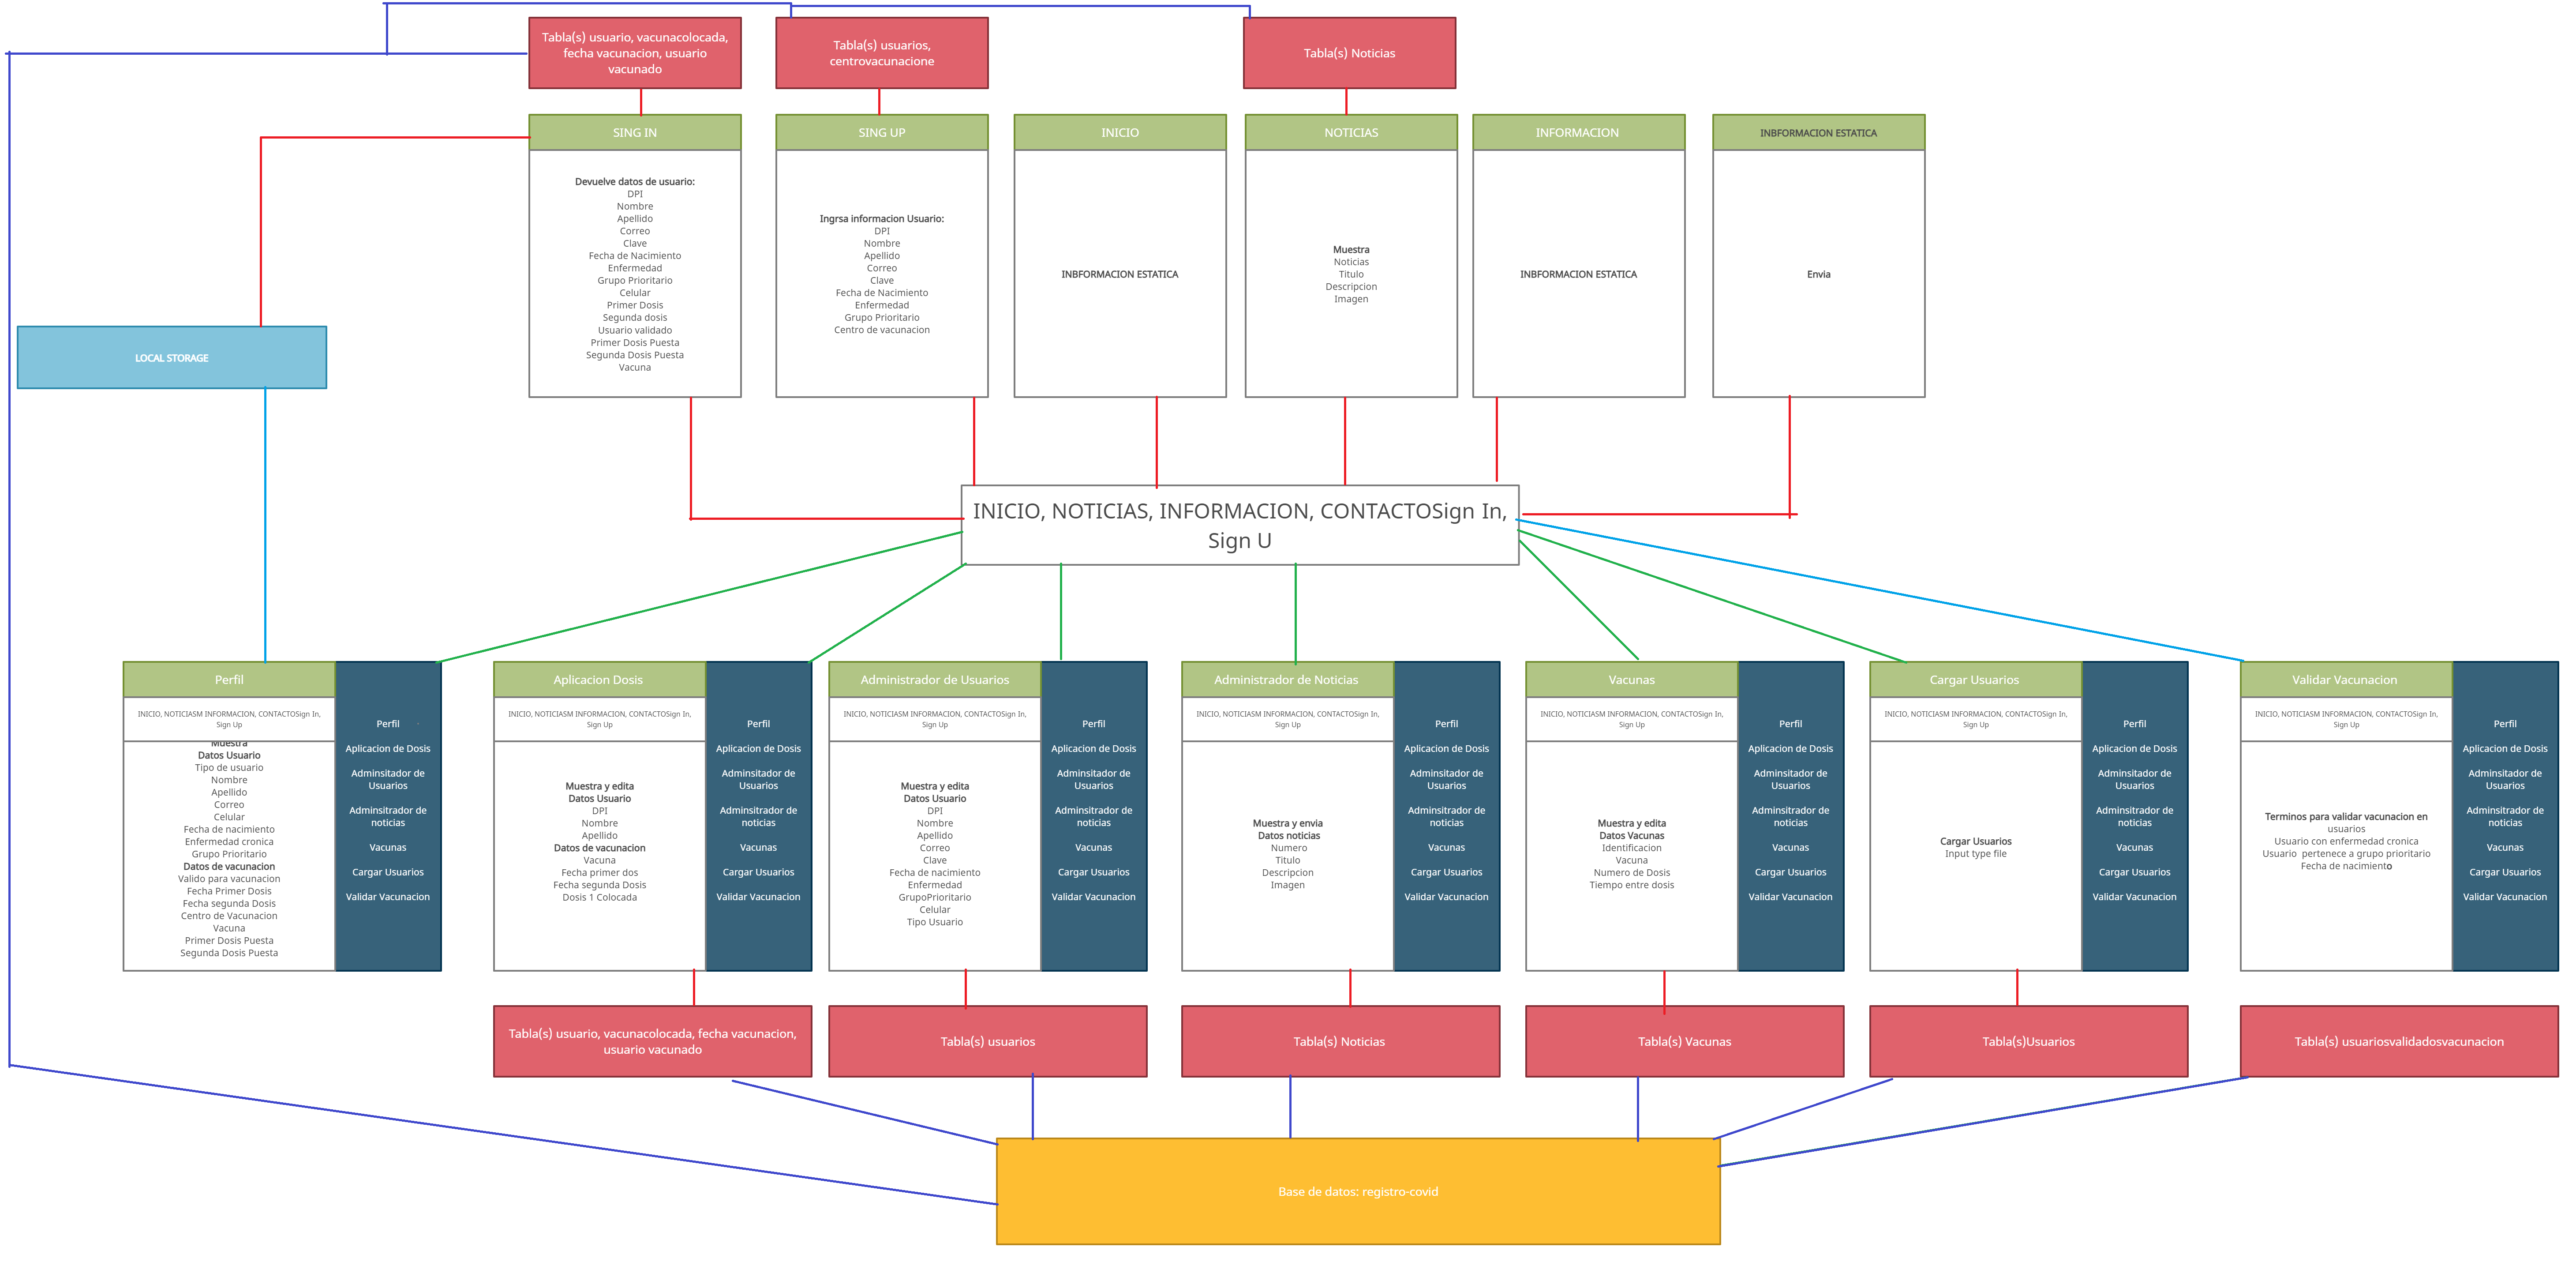 Tabla(s) usuario, vacunacolocada,
fecha vacunacion, usuario
vacunado
Tabla(s) usuarios,
centrovacunacione
Tabla(s) Noticias
SING IN
Devuelve datos de usuario:
DPI
Nombre
Apellido
Correo
Clave
Fecha de Nacimiento
Enfermedad
Grupo Prioritario
Celular
Primer Dosis
Segunda dosis
Usuario validado
Primer Dosis Puesta
Segunda Dosis Puesta
Vacuna
SING UP
Ingrsa informacion Usuario:
DPI
Nombre
Apellido
Correo
Clave
Fecha de Nacimiento
Enfermedad
Grupo Prioritario
Centro de vacunacion
INICIO
INBFORMACION ESTATICA
NOTICIAS
Muestra
Noticias
Titulo
Descripcion
Imagen
INFORMACION
INBFORMACION ESTATICA
INBFORMACION ESTATICA
Envia
LOCAL STORAGE
INICIO, NOTICIAS, INFORMACION, CONTACTOSign In,
Sign U
Perfil
INICIO, NOTICIASM INFORMACION, CONTACTOSign In,
Sign Up
Muestra
Datos Usuario
Tipo de usuario
Nombre
Apellido
Correo
Celular
Fecha de nacimiento
Enfermedad cronica
Grupo Prioritario
Datos de vacunacion
Valido para vacunacion
Fecha Primer Dosis
Fecha segunda Dosis
Centro de Vacunacion
Vacuna
Primer Dosis Puesta
Segunda Dosis Puesta
Perfil
Aplicacion de Dosis
Adminsitador de
Usuarios
Adminsitrador de
noticias
Vacunas
Cargar Usuarios
Validar Vacunacion
Aplicacion Dosis
INICIO, NOTICIASM INFORMACION, CONTACTOSign In,
Sign Up
Muestra y edita
Datos Usuario
DPI
Nombre
Apellido
Datos de vacunacion
Vacuna
Fecha primer dos
Fecha segunda Dosis
Dosis 1 Colocada
Perfil
Aplicacion de Dosis
Adminsitador de
Usuarios
Adminsitrador de
noticias
Vacunas
Cargar Usuarios
Validar Vacunacion
Administrador de Usuarios
INICIO, NOTICIASM INFORMACION, CONTACTOSign In,
Sign Up
Muestra y edita
Datos Usuario
DPI
Nombre
Apellido
Correo
Clave
Fecha de nacimiento
Enfermedad
GrupoPrioritario
Celular
Tipo Usuario
Perfil
Aplicacion de Dosis
Adminsitador de
Usuarios
Adminsitrador de
noticias
Vacunas
Cargar Usuarios
Validar Vacunacion
Administrador de Noticias
INICIO, NOTICIASM INFORMACION, CONTACTOSign In,
Sign Up
Muestra y envia
Datos noticias
Numero
Titulo
Descripcion
Imagen
Perfil
Aplicacion de Dosis
Adminsitador de
Usuarios
Adminsitrador de
noticias
Vacunas
Cargar Usuarios
Validar Vacunacion
Vacunas
INICIO, NOTICIASM INFORMACION, CONTACTOSign In,
Sign Up
Muestra y edita
Datos Vacunas
Identificacion
Vacuna
Numero de Dosis
Tiempo entre dosis
Perfil
Aplicacion de Dosis
Adminsitador de
Usuarios
Adminsitrador de
noticias
Vacunas
Cargar Usuarios
Validar Vacunacion
Cargar Usuarios
INICIO, NOTICIASM INFORMACION, CONTACTOSign In,
Sign Up
Cargar Usuarios
Input type file
Perfil
Aplicacion de Dosis
Adminsitador de
Usuarios
Adminsitrador de
noticias
Vacunas
Cargar Usuarios
Validar Vacunacion
Validar Vacunacion
INICIO, NOTICIASM INFORMACION, CONTACTOSign In,
Sign Up
Terminos para validar vacunacion en
usuarios
Usuario con enfermedad cronica
Usuario pertenece a grupo prioritario
Fecha de nacimiento
Perfil
Aplicacion de Dosis
Adminsitador de
Usuarios
Adminsitrador de
noticias
Vacunas
Cargar Usuarios
Validar Vacunacion
Tabla(s) usuario, vacunacolocada, fecha vacunacion,
usuario vacunado
Tabla(s) usuarios
Tabla(s) Noticias
Tabla(s) Vacunas
Tabla(s)Usuarios
Tabla(s) usuariosvalidadosvacunacion
Base de datos: registro-covid